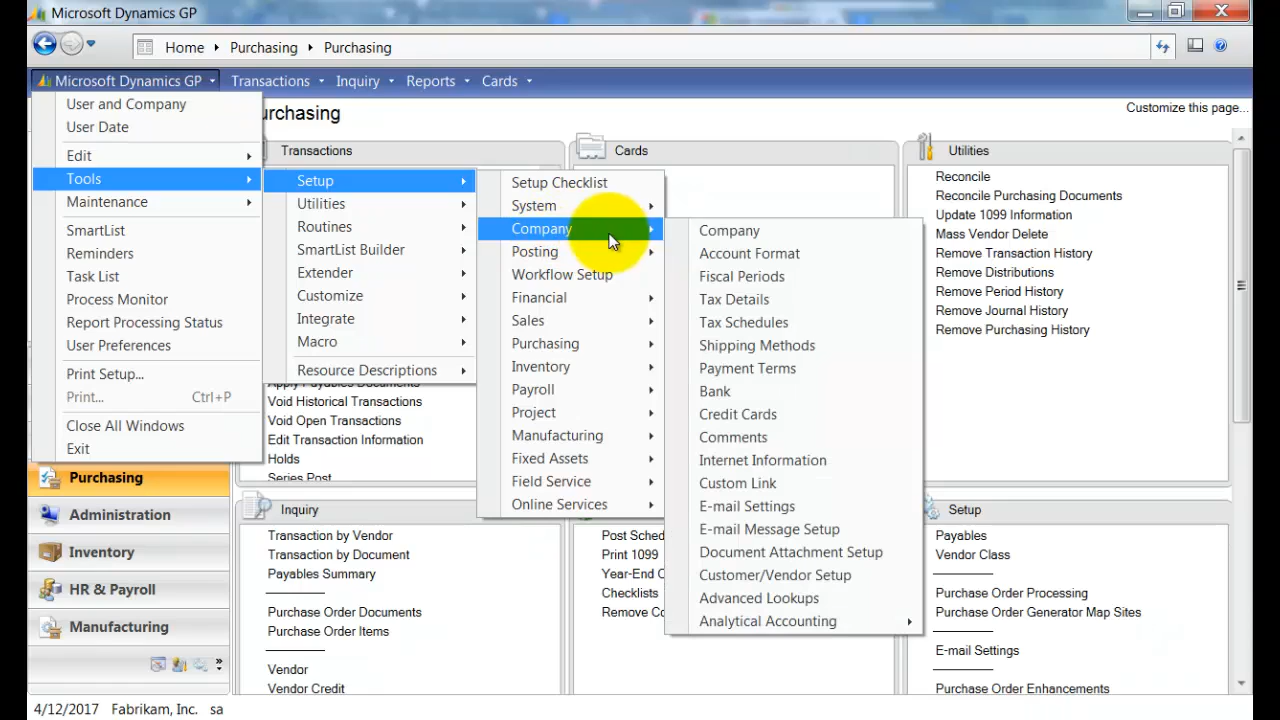 Microsoft Dynamics GP
Home Purchasing Purchasing
Microsoft Dynamics GP Transactions Inquiry Reports Cards
User and Company
User Date
Edit
Tools
Maintenance
SmartList
Reminders
Task List
Process Monitor
Report Processing Status
User Preferences
Print Setup...
Print... Ctrl+P
Close All Windows
Exit
Setup
Utilities
Routines
SmartList Builder
Extender
Customize
Integrate
Macro
Resource Descriptions
Setup Checklist
System
Company
Posting
Workflow Setup
Financial
Sales
Purchasing
Inventory
Payroll
Project
Manufacturing
Fixed Assets
Field Service
Online Services
Company
Account Format
Fiscal Periods
Tax Details
Tax Schedules
Shipping Methods
Payment Terms
Bank
Credit Cards
Comments
Internet Information
Custom Link
E-mail Settings
E-mail Message Setup
Document Attachment Setup
Customer/Vendor Setup
Advanced Lookups
Analytical Accounting
urchasing
Customize this page...
Transactions
Void Historical Transactions
Void Open Transactions
Edit Transaction Information
Holds
Series Post
Cards
Utilities
Reconcile
Reconcile Purchasing Documents
Update 1099 Information
Mass Vendor Delete
Remove Transaction History
Remove Distributions
Remove Period History
Remove Journal History
Remove Purchasing History
Purchasing
Administration
Inventory
HR & Payroll
Manufacturing
Inquiry
Transaction by Vendor
Transaction by Document
Payables Summary
Purchase Order Documents
Purchase Order Items
Vendor
Vendor Credit
Post Sched
Print 1099
Year-End C
Checklists
Remove Co
Setup
Payables
Vendor Class
Purchase Order Processing
Purchase Order Generator Map Sites
E-mail Settings
Purchase Order Enhancements
4/12/2017 Fabrikam, Inc. sa